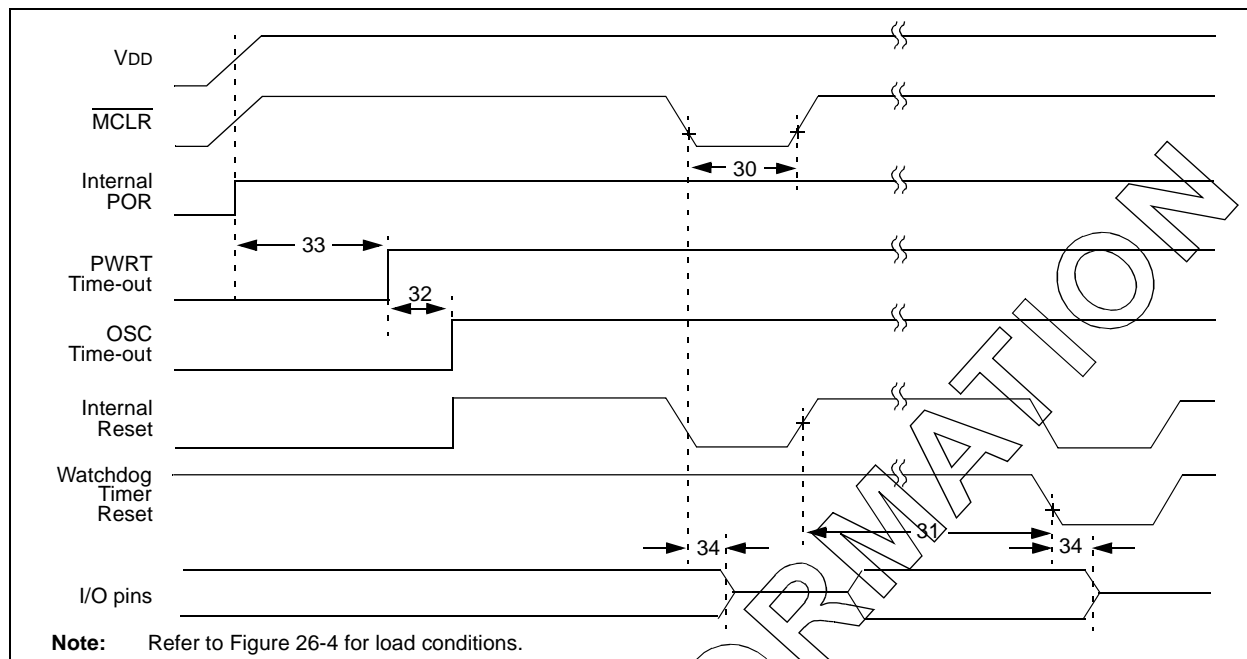 VDD
MCLR
Internal
POR
PWRT
Time-out
OSC
Time-out
Internal
Reset
Watchdog
Timer
Reset
I/O pins
30
33
32
31
34
34
Note: Refer to Figure 26-4 for load conditions.
ORMATION